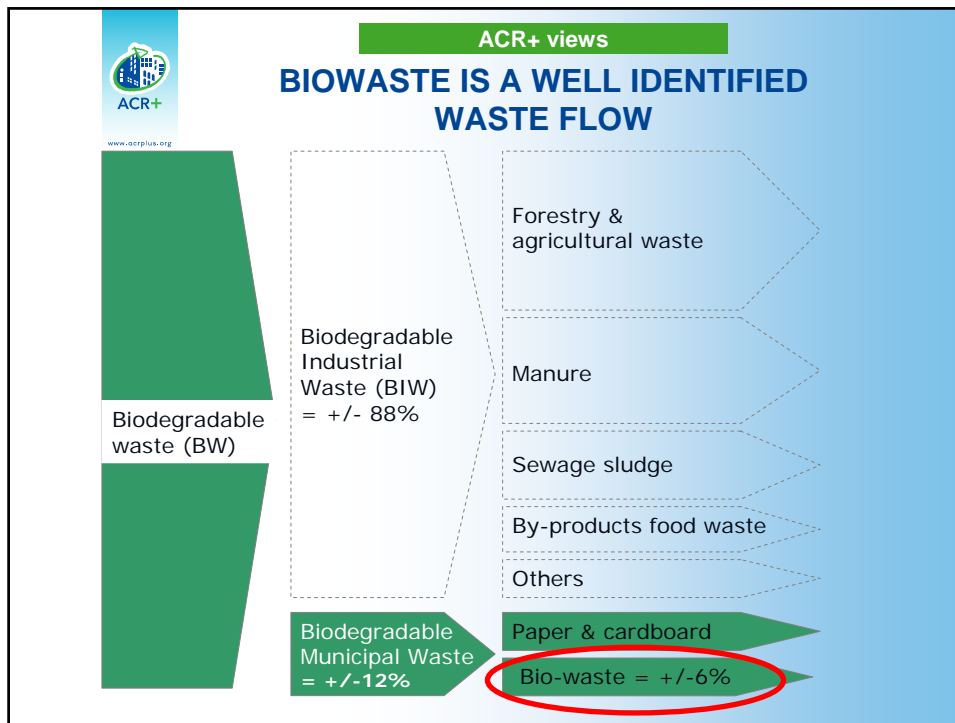 ACR+ views
BIOWASTE IS A WELL IDENTIFIED
WASTE FLOW
ACR+
www.acrplus.org
Biodegradable
waste (BW)
Biodegradable
Industrial
Waste (BIW)
= +/- 88%
Forestry &
agricultural waste
Manure
Sewage sludge
By-products food waste
Others
Biodegradable
Municipal Waste
= +/-12%
Paper & cardboard
Bio-waste = +/-6%